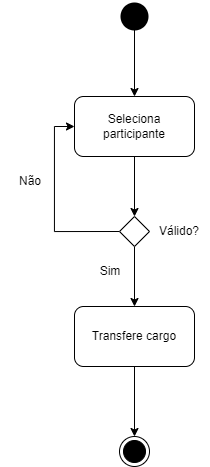 Seleciona
participante
Não
Válido?
Sim
Transfere cargo